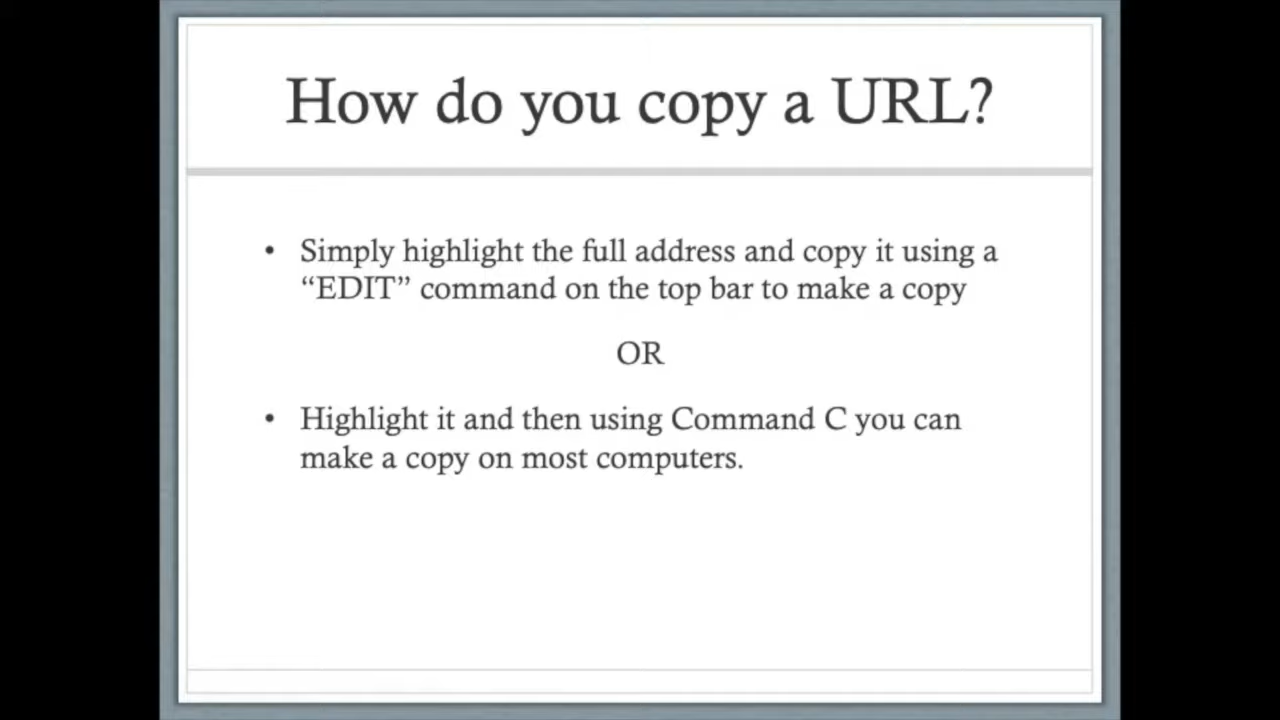 How do you copy a URL?
• Simply highlight the full address and copy it using a
“EDIT” command on the top bar to make a copy
OR
• Highlight it and then using Command C you can
make a copy on most computers.